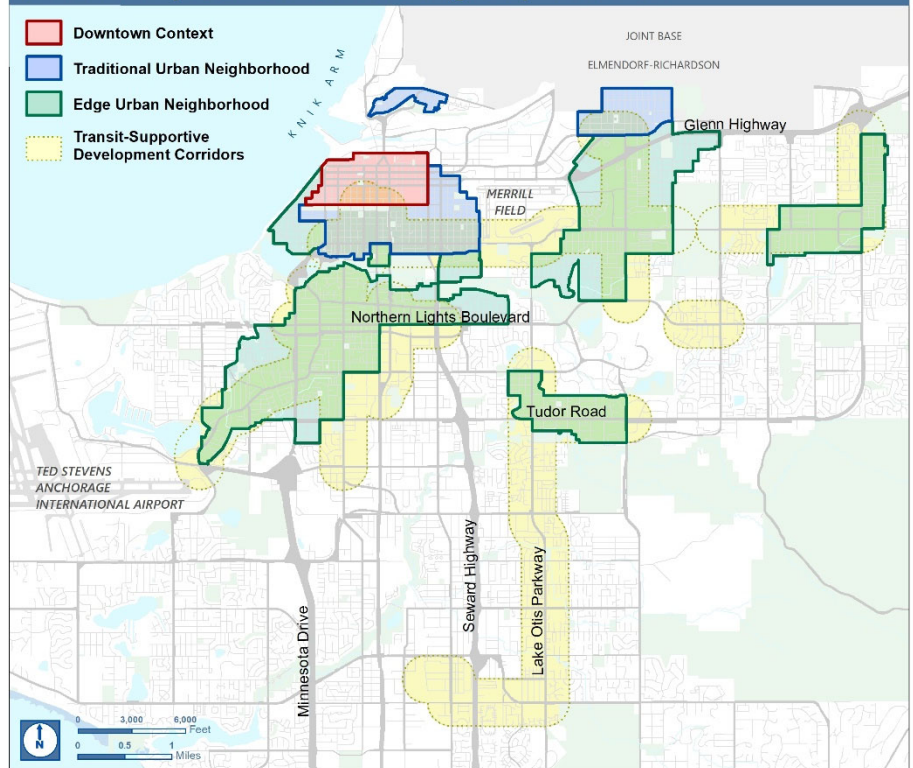 Downtown Context
Traditional Urban Neighborhood
Edge Urban Neighborhood
Transit-Supportive
Development Corridors
KNIK ARM
JOINT BASE
ELMENDORF-RICHARDSON
Glenn Highway
MERRILL
FIELD
Northern Lights Boulevard
Tudor Road
TED STEVENS
ANCHORAGE
INTERNATIONAL AIRPORT
Minnesota Drive
Seward Highway
Lake Otis Parkway
N
0 3,000 6,000
Feet
0 0.5 1
Miles